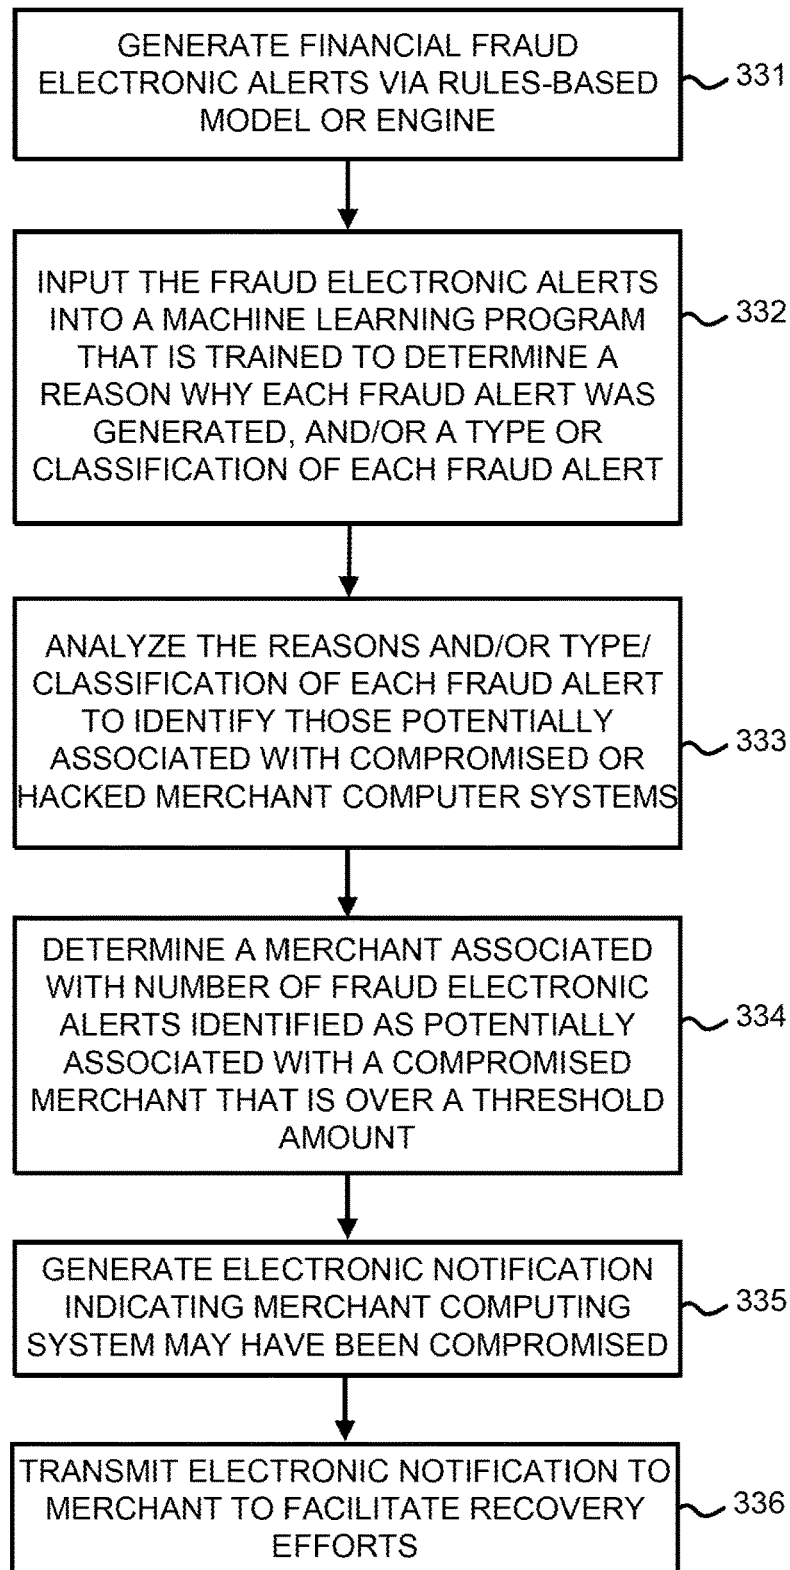 GENERATE FINANCIAL FRAUD
ELECTRONIC ALERTS VIA RULES-BASED
MODEL OR ENGINE
331
INPUT THE FRAUD ELECTRONIC ALERTS
INTO A MACHINE LEARNING PROGRAM
THAT IS TRAINED TO DETERMINE A
REASON WHY EACH FRAUD ALERT WAS
GENERATED, AND/OR A TYPE OR
CLASSIFICATION OF EACH FRAUD ALERT
332
ANALYZE THE REASONS AND/OR TYPE/
CLASSIFICATION OF EACH FRAUD ALERT
TO IDENTIFY THOSE POTENTIALLY
ASSOCIATED WITH COMPROMISED OR
HACKED MERCHANT COMPUTER SYSTEMS
333
DETERMINE A MERCHANT ASSOCIATED
WITH NUMBER OF FRAUD ELECTRONIC
ALERTS IDENTIFIED AS POTENTIALLY
ASSOCIATED WITH A COMPROMISED
MERCHANT THAT IS OVER A THRESHOLD
AMOUNT
334
GENERATE ELECTRONIC NOTIFICATION
INDICATING MERCHANT COMPUTING
SYSTEM MAY HAVE BEEN COMPROMISED
335
TRANSMIT ELECTRONIC NOTIFICATION TO
MERCHANT TO FACILITATE RECOVERY
EFFORTS
336